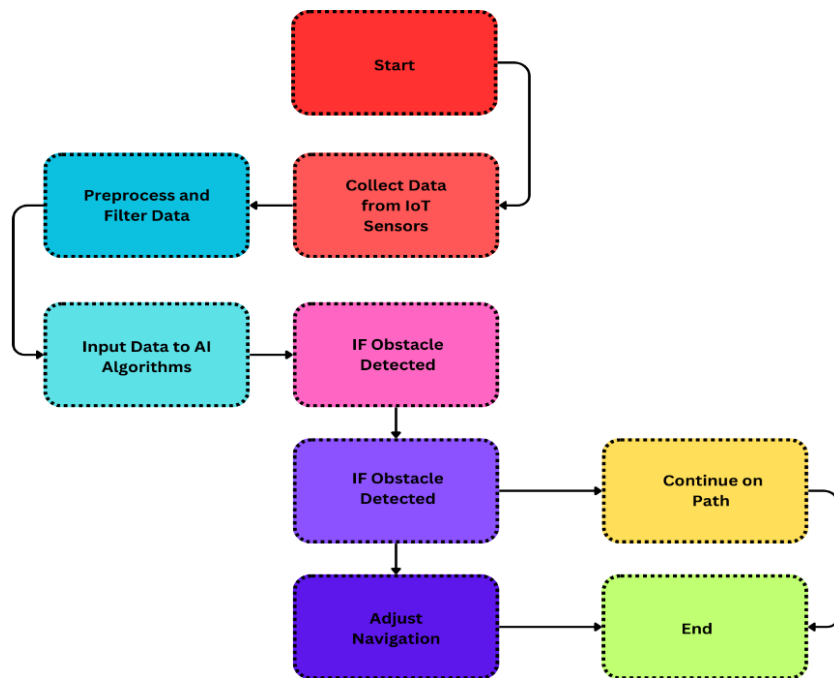 Start
Collect Data
from IoT
Sensors
Preprocess and
Filter Data
Input Data to AI
Algorithms
IF Obstacle
Detected
IF Obstacle
Detected
Continue on
Path
Adjust
Navigation
End